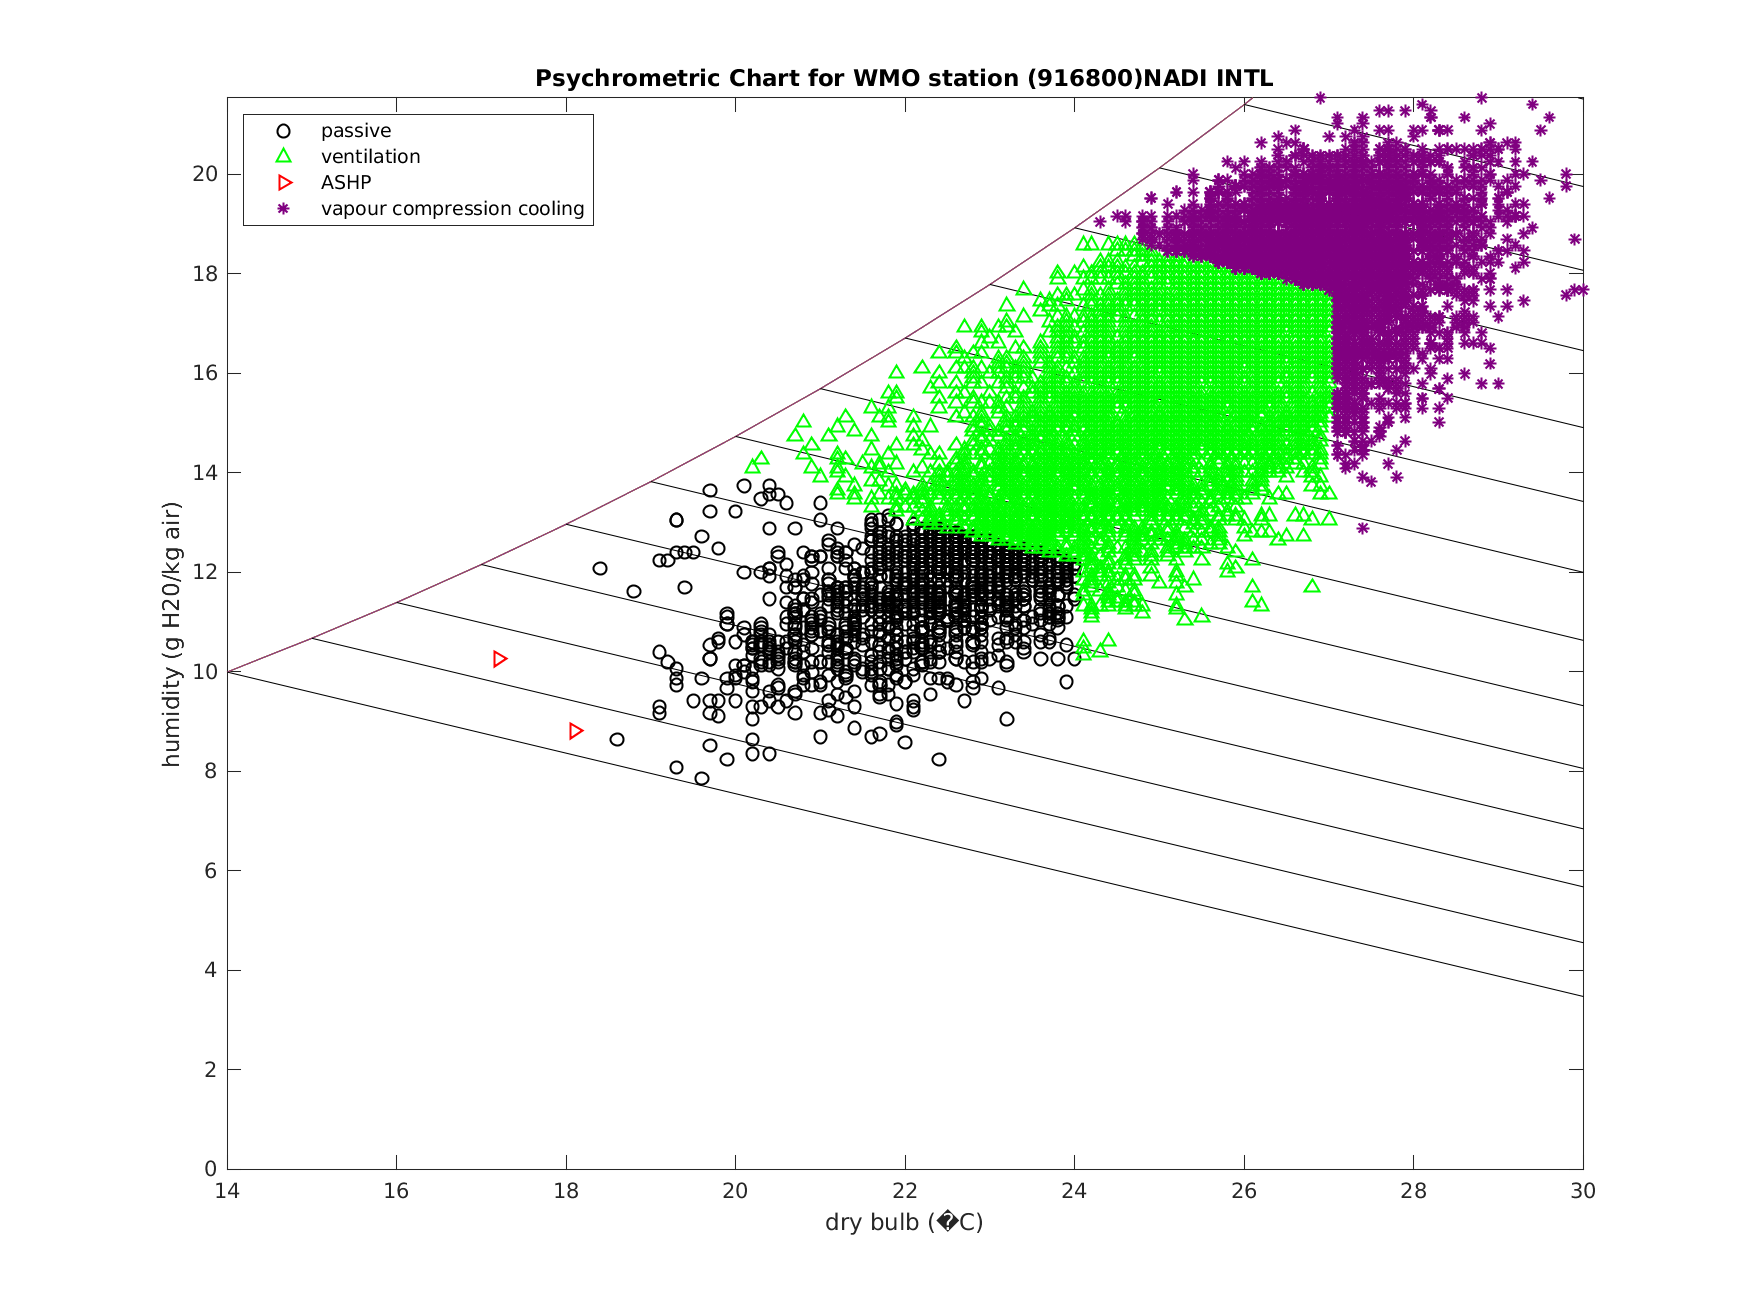 Psychrometric Chart for WMO station (916800)NADI INTL
passive
ventilation
ASHP
vapour compression cooling
humidity (g H20/kg air)
20
18
16
14
12
10
8
6
4
2
0
14 16 18 20 22 24 26 28 30
dry bulb (�C)